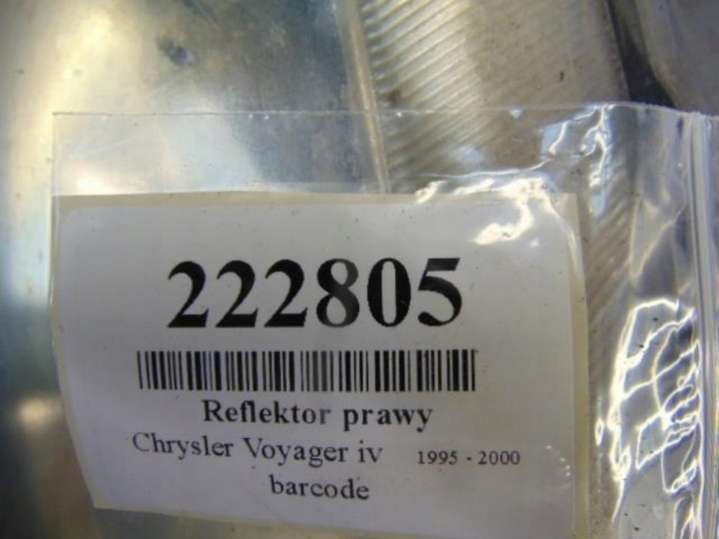 222805
Reflektor prawy
Chrysler Voyager iv 1995 - 2000
barcode